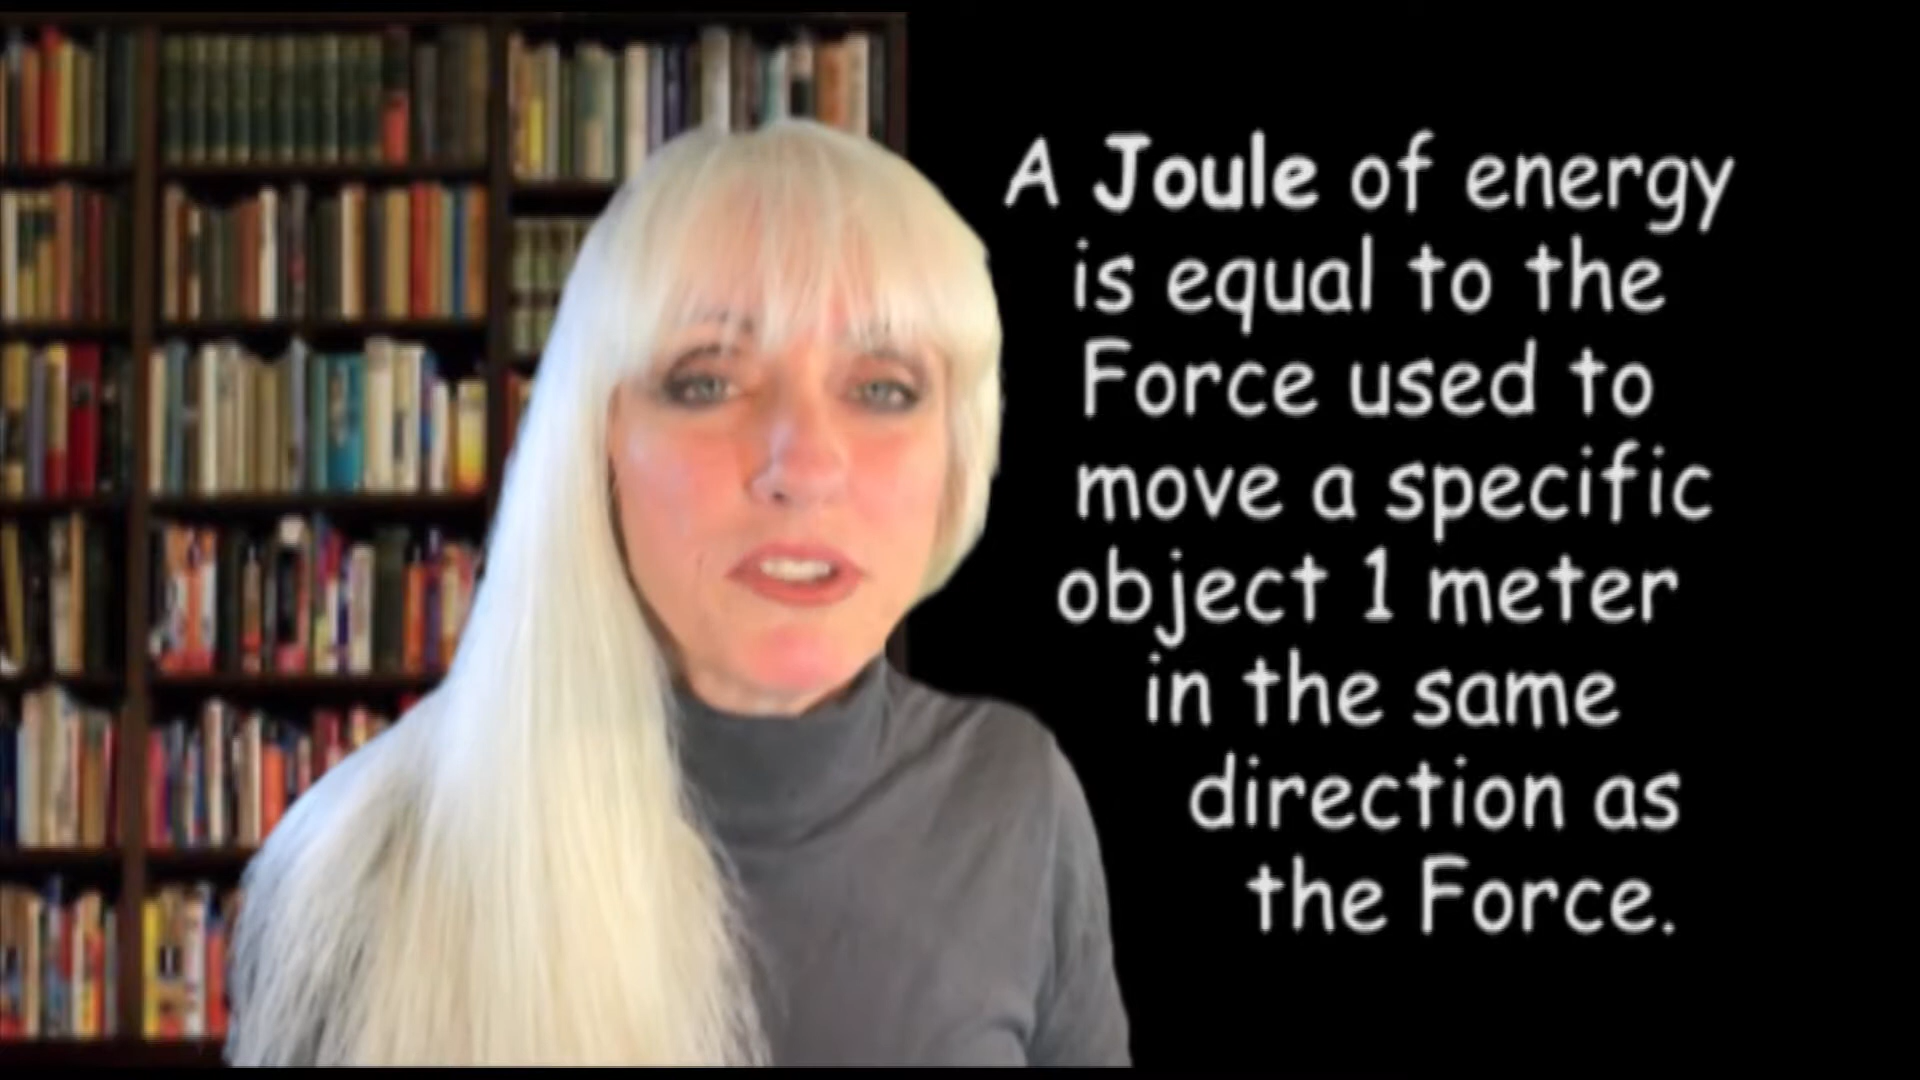 A Joule of energy
is equal to the
Force used to
move a specific
object 1 meter
in the same
direction as
the Force.